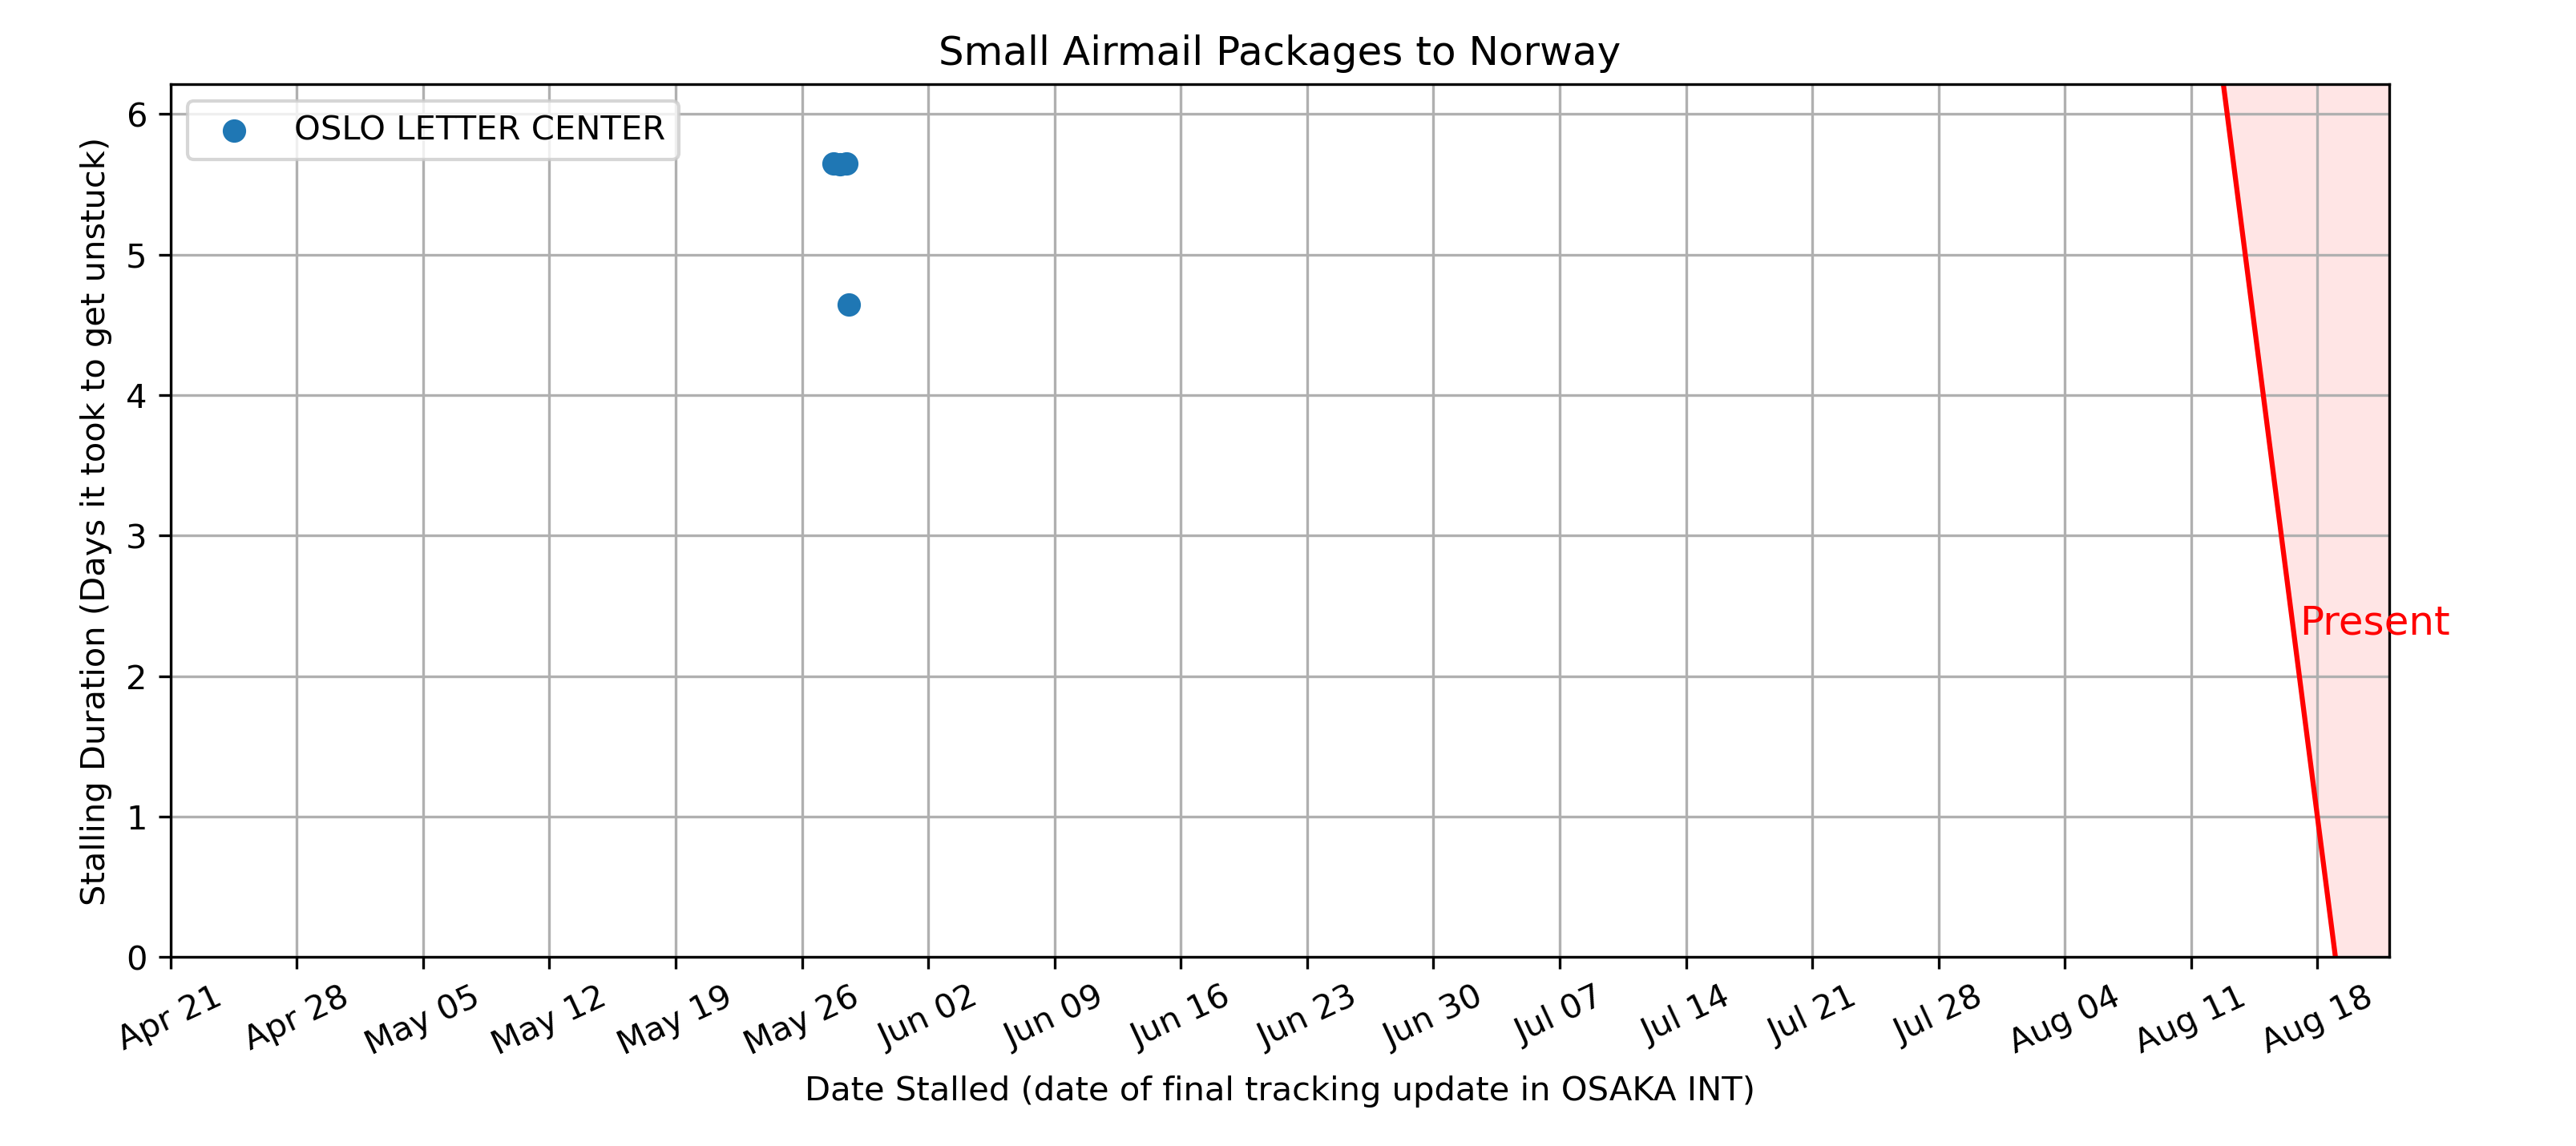 Small Airmail Packages to Norway
OSLO LETTER CENTER
Stalling Duration (Days it took to get unstuck)
6
5
4
3
2
1
0
Present
Apr 21
Apr 28
May 05
May 12
May 19
May 26
Jun 02
Jun 09
Jun 16
Jun 23
Jun 30
Jul 07
Jul 14
Jul 21
Jul 28
Aug 04
Aug 11
Aug 18
Date Stalled (date of final tracking update in OSAKA INT)